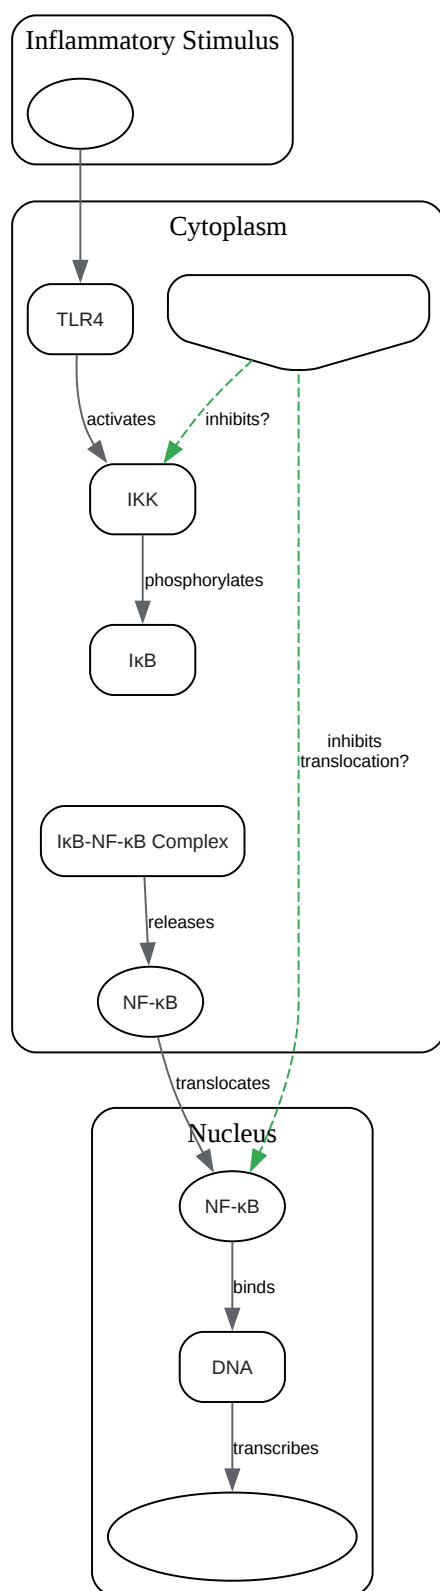 Inflammatory Stimulus
Cytoplasm
TLR4
activates
inhibits?
IKK
phosphorylates
IκB
inhibits
translocation?
IκB-NF-κB Complex
releases
NF-κB
translocates
Nucleus
NF-κB
binds
DNA
transcribes